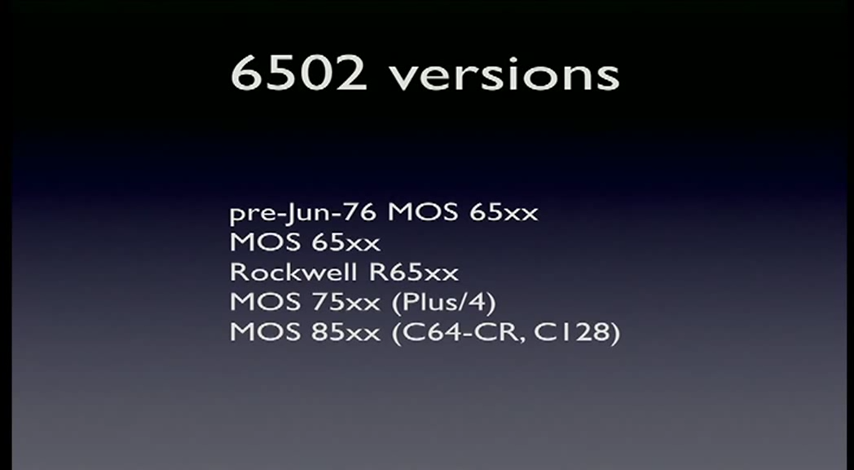 6502 versions
pre-Jun-76 MOS 65xx
MOS 65xx
Rockwell R65xx
MOS 75xx (Plus/4)
MOS 85xx (C64-CR, C128)